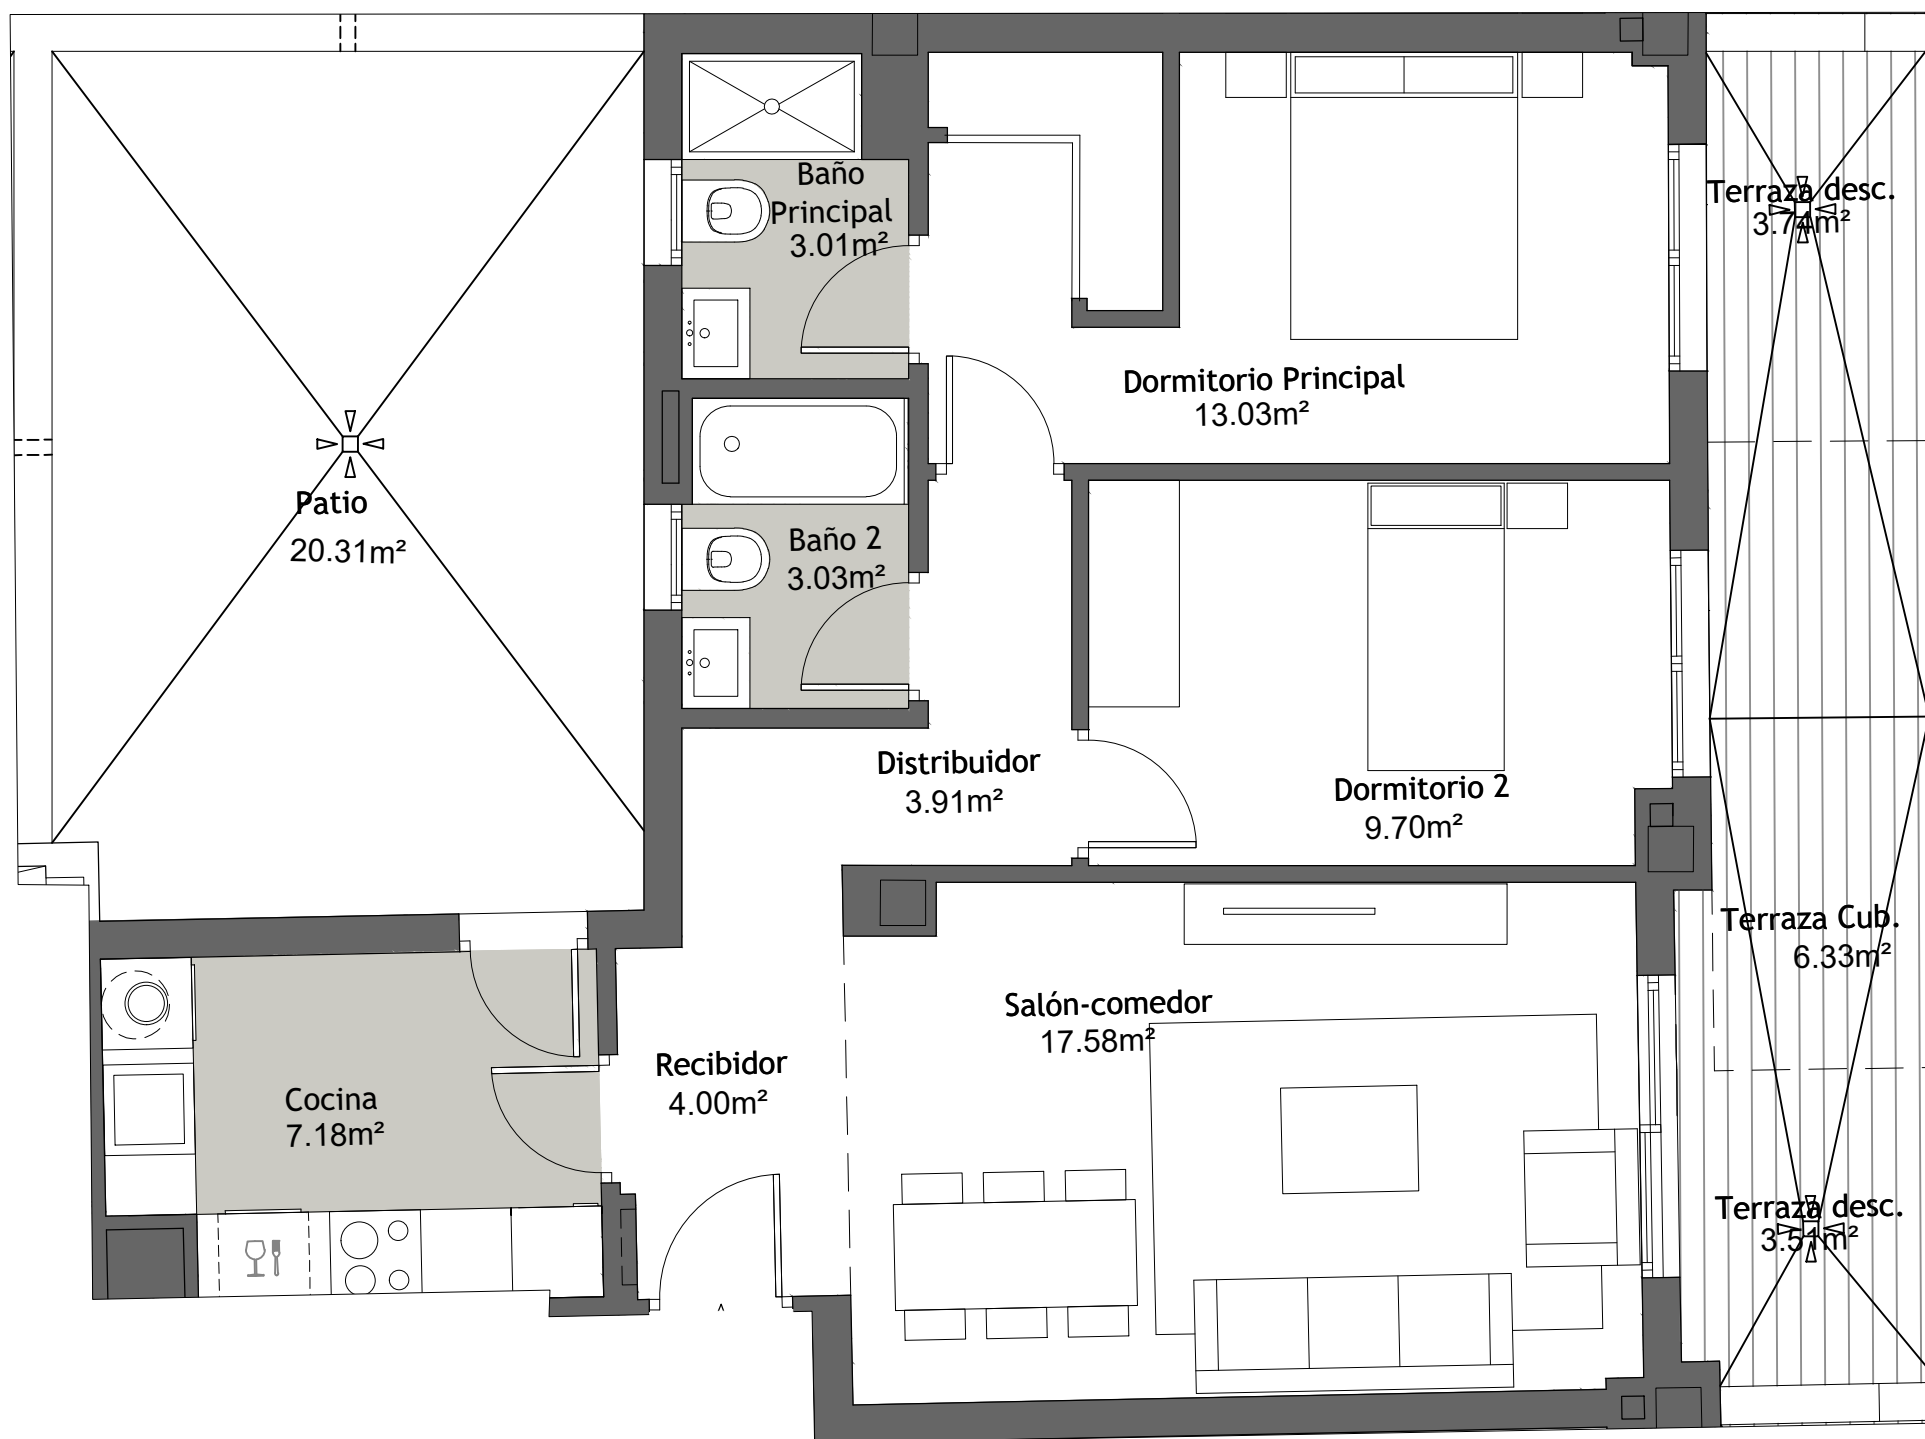 Baño
Principal
3.01m²
Terraza desc.
3.74m²
Dormitorio Principal
13.03m²
Patio
20.31m²
Baño 2
3.03m²
Distribuidor
3.91m²
Dormitorio 2
9.70m²
Terraza Cub.
6.33m²
Salón-comedor
17.58m²
Recibidor
4.00m²
Cocina
7.18m²
Terraza desc.
3.51m²